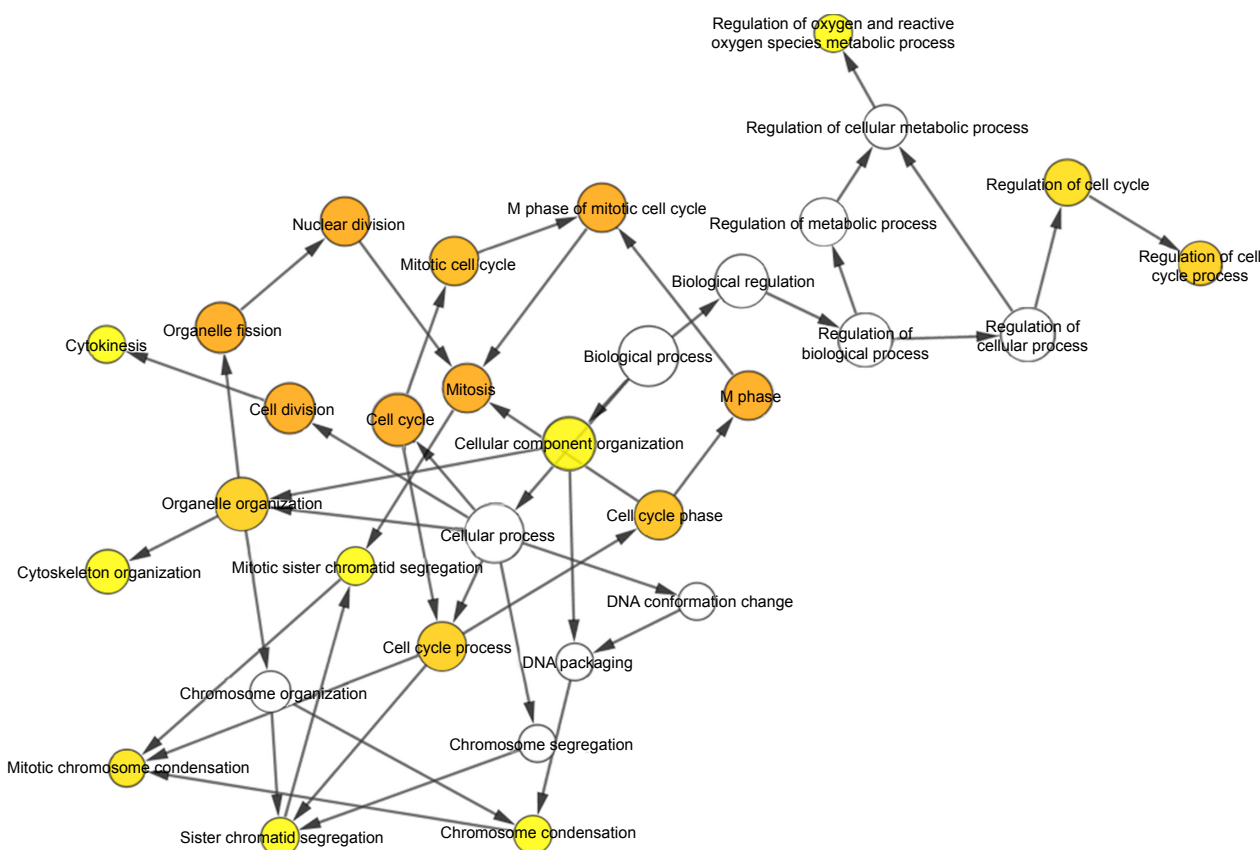 Regulation of oxygen and reactive
oxygen species metabolic process
Regulation of cellular metabolic process
Regulation of cell cycle
M phase of mitotic cell cycle
Nuclear division
Regulation of metabolic process
Mitotic cell cycle
Regulation of cell
cycle process
Biological regulation
Organelle fission
Regulation of
biological process
Regulation of
cellular process
Cytokinesis
Biological process
Mitosis
M phase
Cell division
Cell cycle
Cellular component organization
Organelle organization
Cell cycle phase
Cellular process
Cytoskeleton organization
Mitotic sister chromatid segregation
DNA conformation change
Cell cycle process
DNA packaging
Chromosome organization
Chromosome segregation
Mitotic chromosome condensation
Sister chromatid segregation
Chromosome condensation